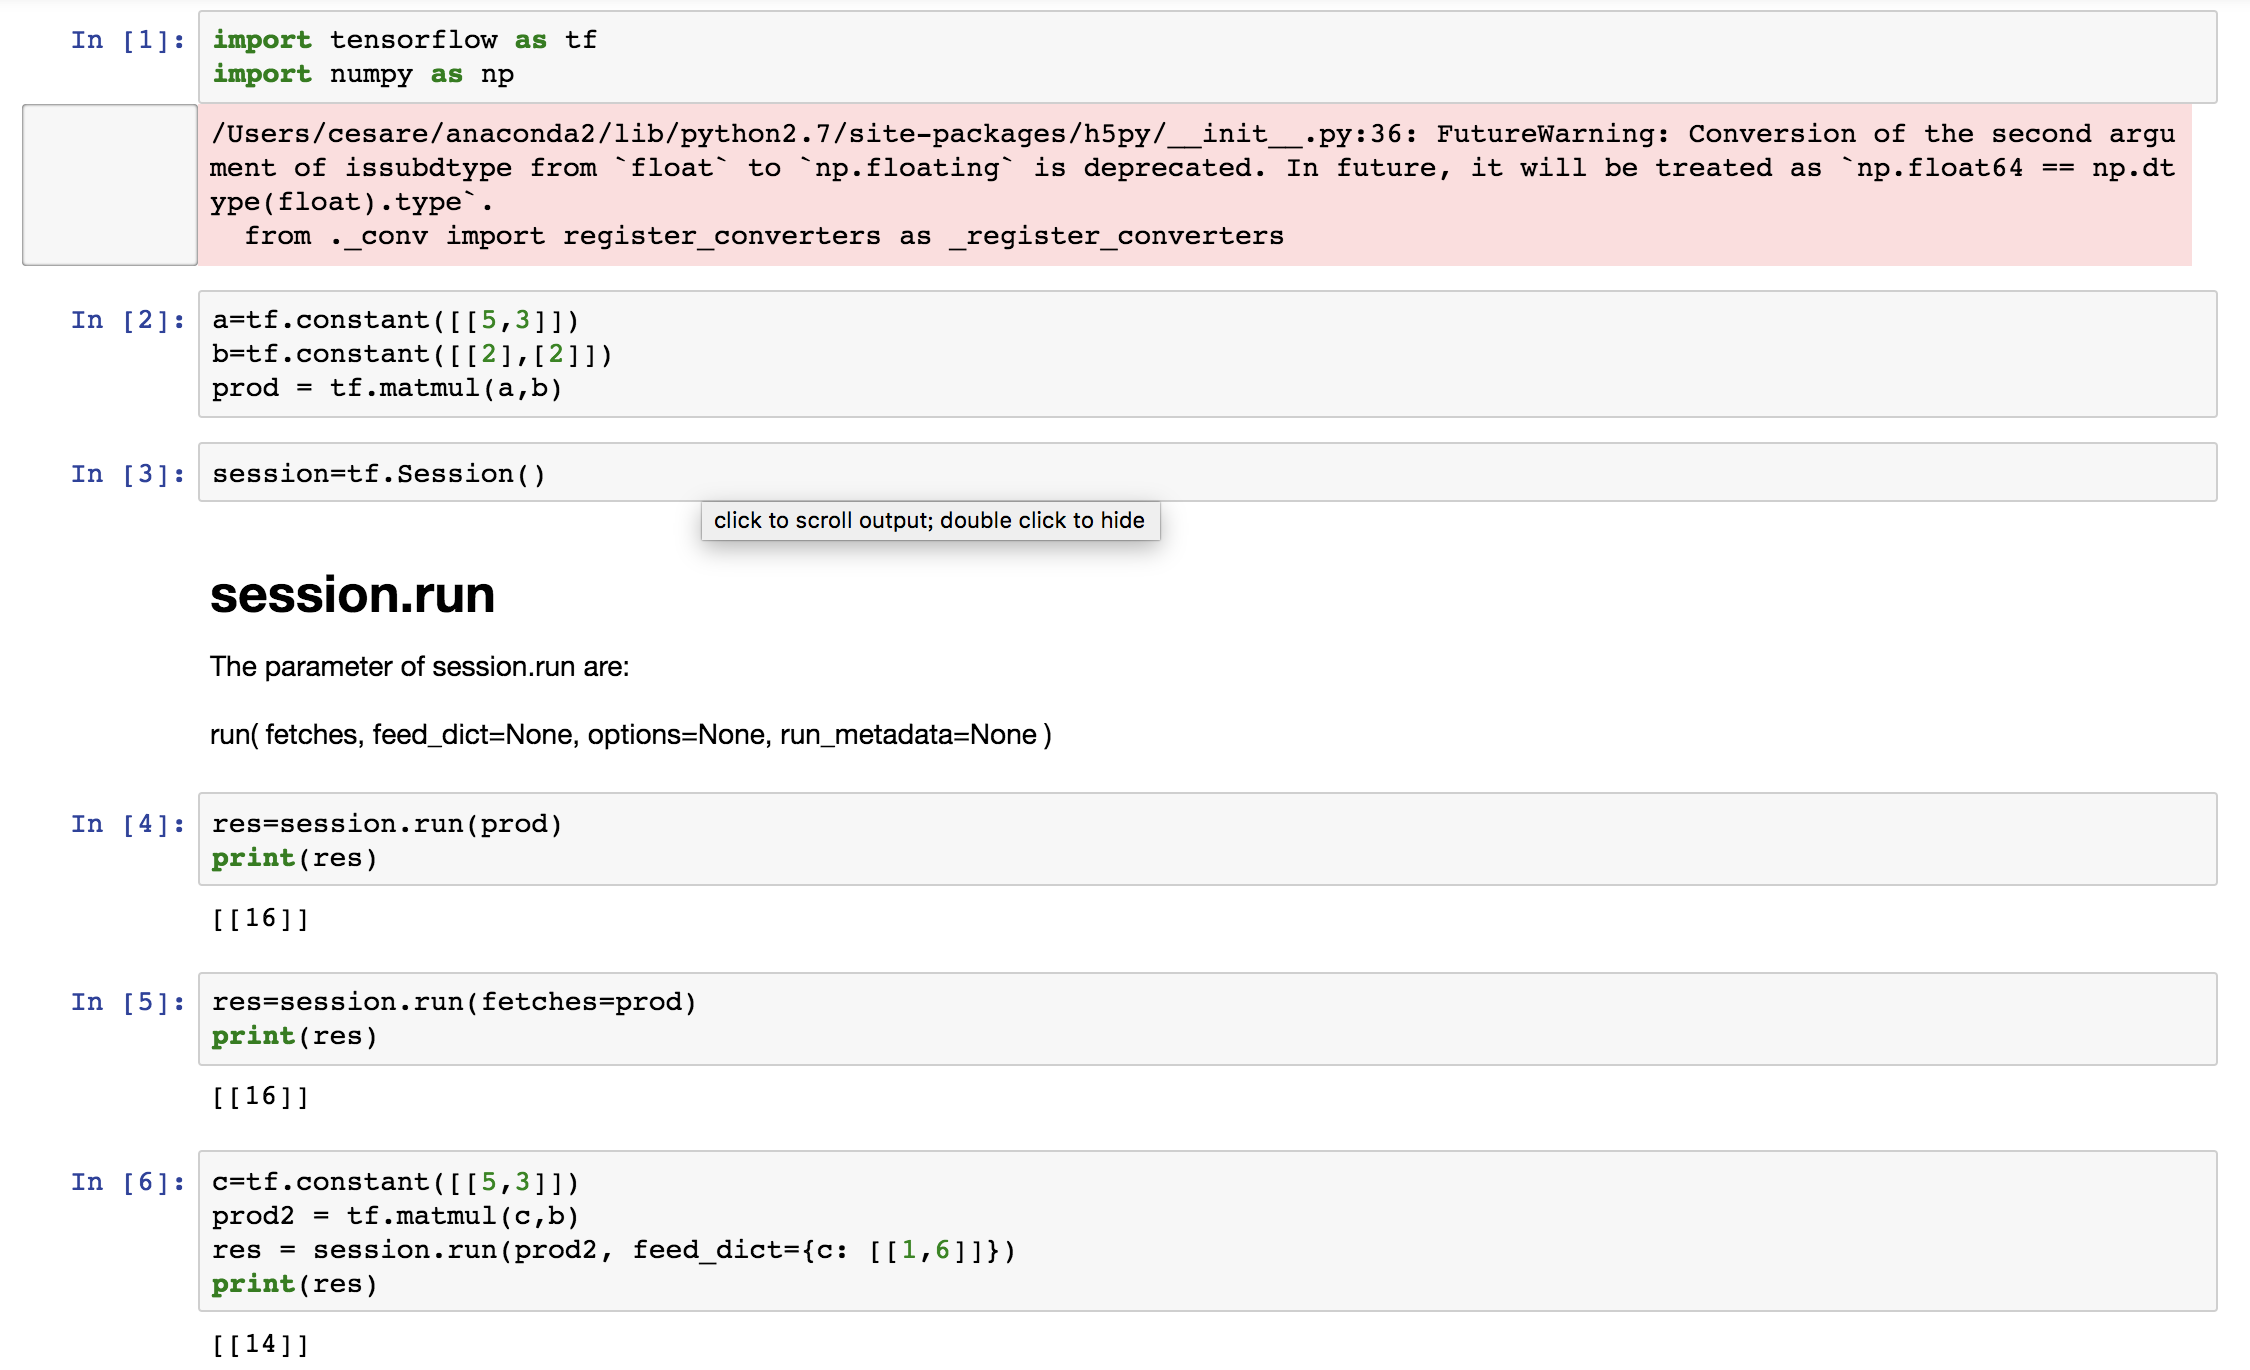 In [1]: import tensorflow as tf
import numpy as np
/Users/cesare/anaconda2/lib/python2.7/site-packages/h5py/__init__.py:36: FutureWarning: Conversion of the second argu
ment of issubdtype from `float` to `np.floating` is deprecated. In future, it will be treated as `np.float64 == np.dt
ype(float).type`.
  from ._conv import register_converters as _register_converters
In [2]: a=tf.constant([[5,3]])
b=tf.constant([[2],[2]])
prod = tf.matmul(a,b)
In [3]: session=tf.Session()
click to scroll output; double click to hide
session.run
The parameter of session.run are:
run( fetches, feed_dict=None, options=None, run_metadata=None )
In [4]: res=session.run(prod)
print(res)
[[16]]
In [5]: res=session.run(fetches=prod)
print(res)
[[16]]
In [6]: c=tf.constant([[5,3]])
prod2 = tf.matmul(c,b)
res = session.run(prod2, feed_dict={c: [[1,6]]})
print(res)
[[14]]